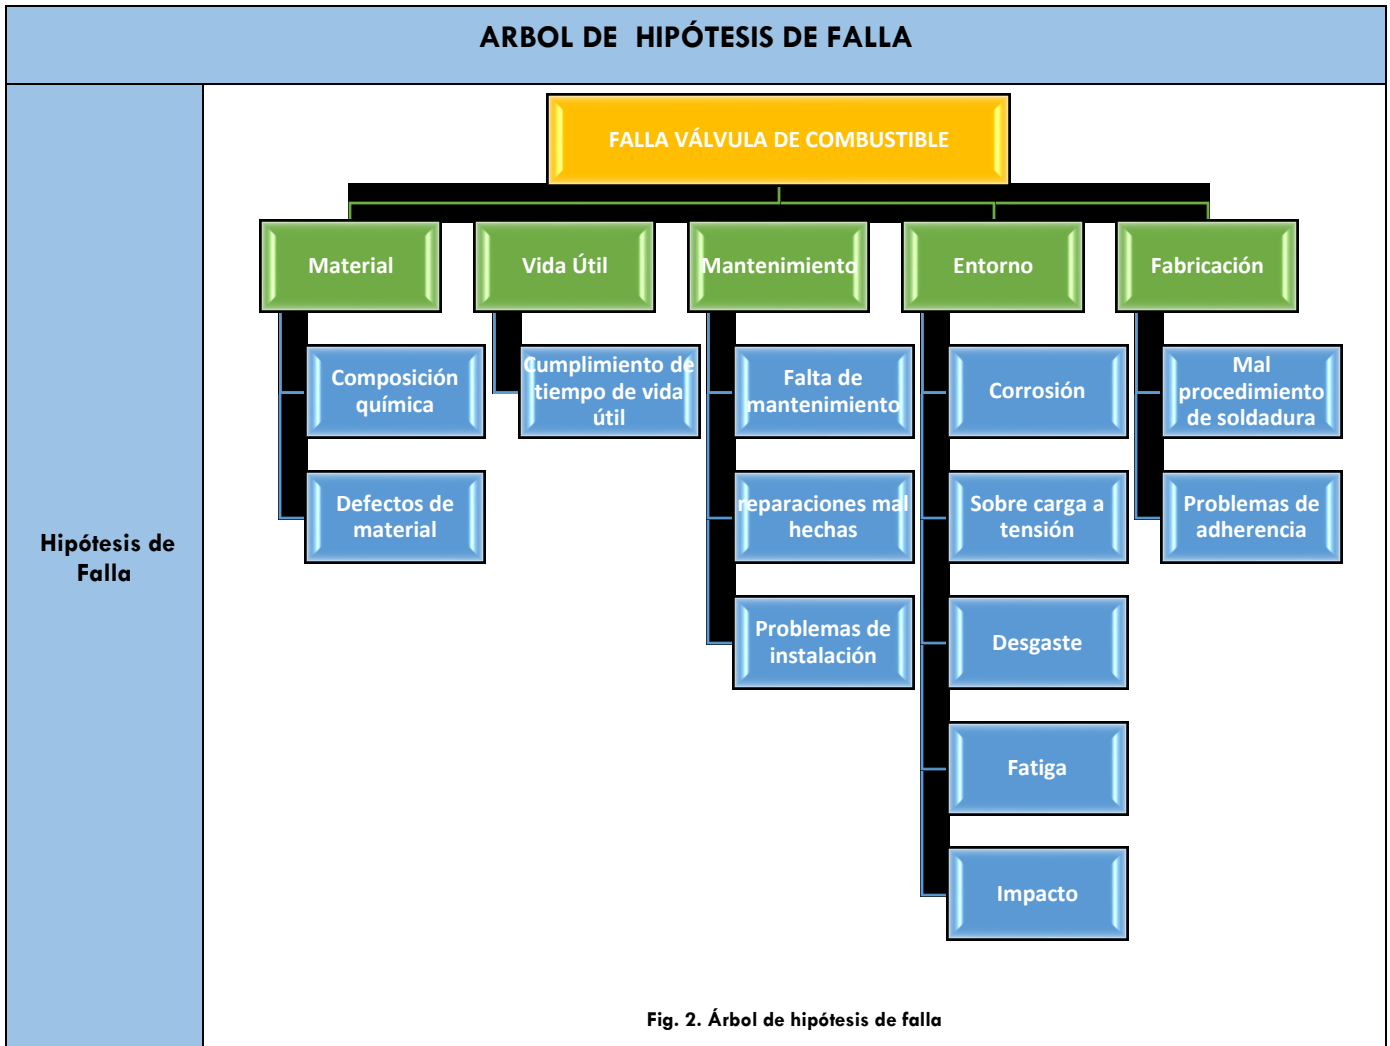 ARBOL DE HIPÓTESIS DE FALLA
Hipótesis de
Falla
FALLA VÁLVULA DE COMBUSTIBLE
Material
Composición
química
Defectos de
material
Vida Útil
Cumplimiento de
tiempo de vida
útil
Mantenimiento
Falta de
mantenimiento
reparaciones mal
hechas
Problemas de
instalación
Entorno
Corrosión
Sobre carga a
tensión
Desgaste
Fatiga
Impacto
Fabricación
Mal
procedimiento
de soldadura
Problemas de
adherencia
Fig. 2. Árbol de hipótesis de falla